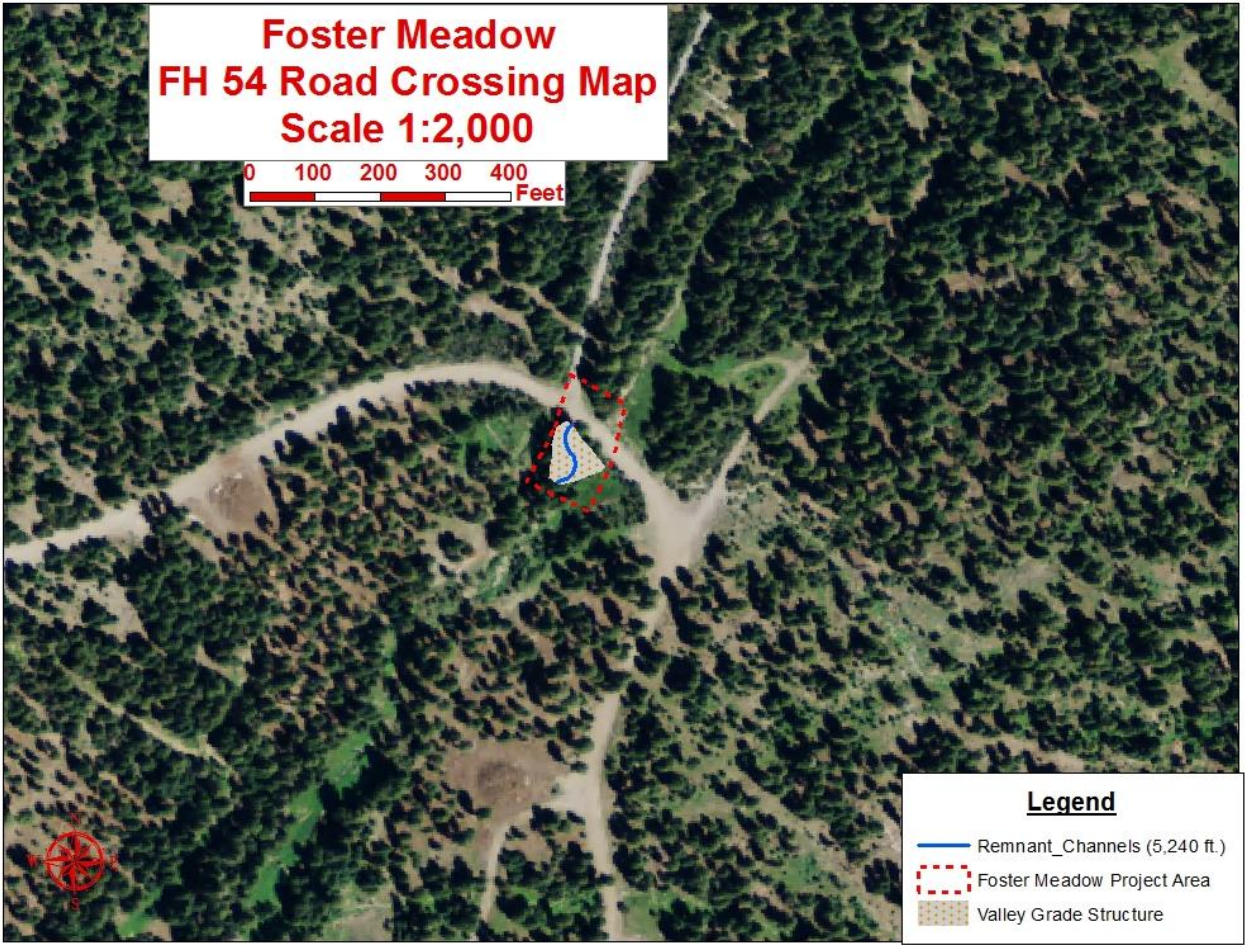 Foster Meadow
FH 54 Road Crossing Map
Scale 1:2,000
0 100 200 300 400
Feet
N
W E
S
Legend
Remnant_Channels (5,240 ft.)
Foster Meadow Project Area
Valley Grade Structure